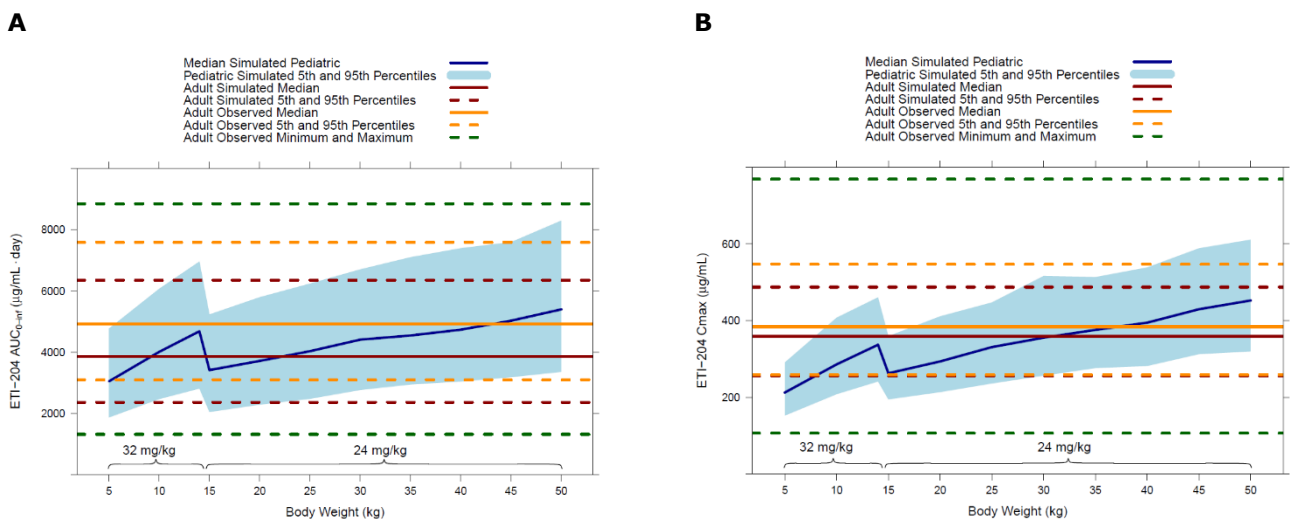 A
Median Simulated Pediatric
Pediatric Simulated 5th and 95th Percentiles
Adult Simulated Median
Adult Simulated 5th and 95th Percentiles
Adult Observed Median
Adult Observed 5th and 95th Percentiles
Adult Observed Minimum and Maximum
ETI-204 AUC0-inf (µg/mL · day)
8000
6000
4000
2000
32 mg/kg
24 mg/kg
5 10 15 20 25 30 35 40 45 50
Body Weight (kg)
B
Median Simulated Pediatric
Pediatric Simulated 5th and 95th Percentiles
Adult Simulated Median
Adult Simulated 5th and 95th Percentiles
Adult Observed Median
Adult Observed 5th and 95th Percentiles
Adult Observed Minimum and Maximum
ETI-204 Cmax (µg/mL)
600
400
200
32 mg/kg
24 mg/kg
5 10 15 20 25 30 35 40 45 50
Body Weight (kg)